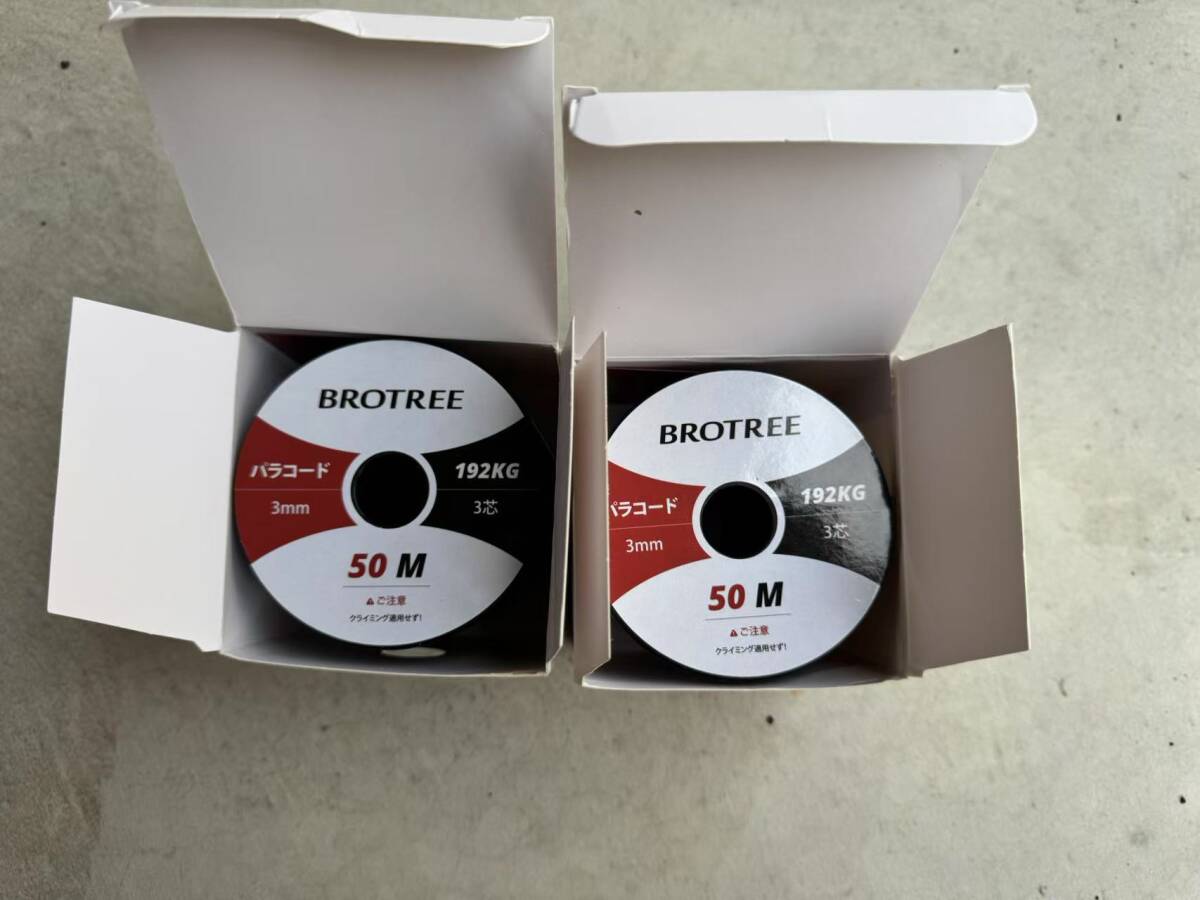 BROTREE
パラコード
3mm
192KG
3芯
50 M
⚠ご注意
クライミング適用せず!
BROTREE
パラコード
3mm
192KG
3芯
50 M
⚠ご注意
クライミング適用せず!